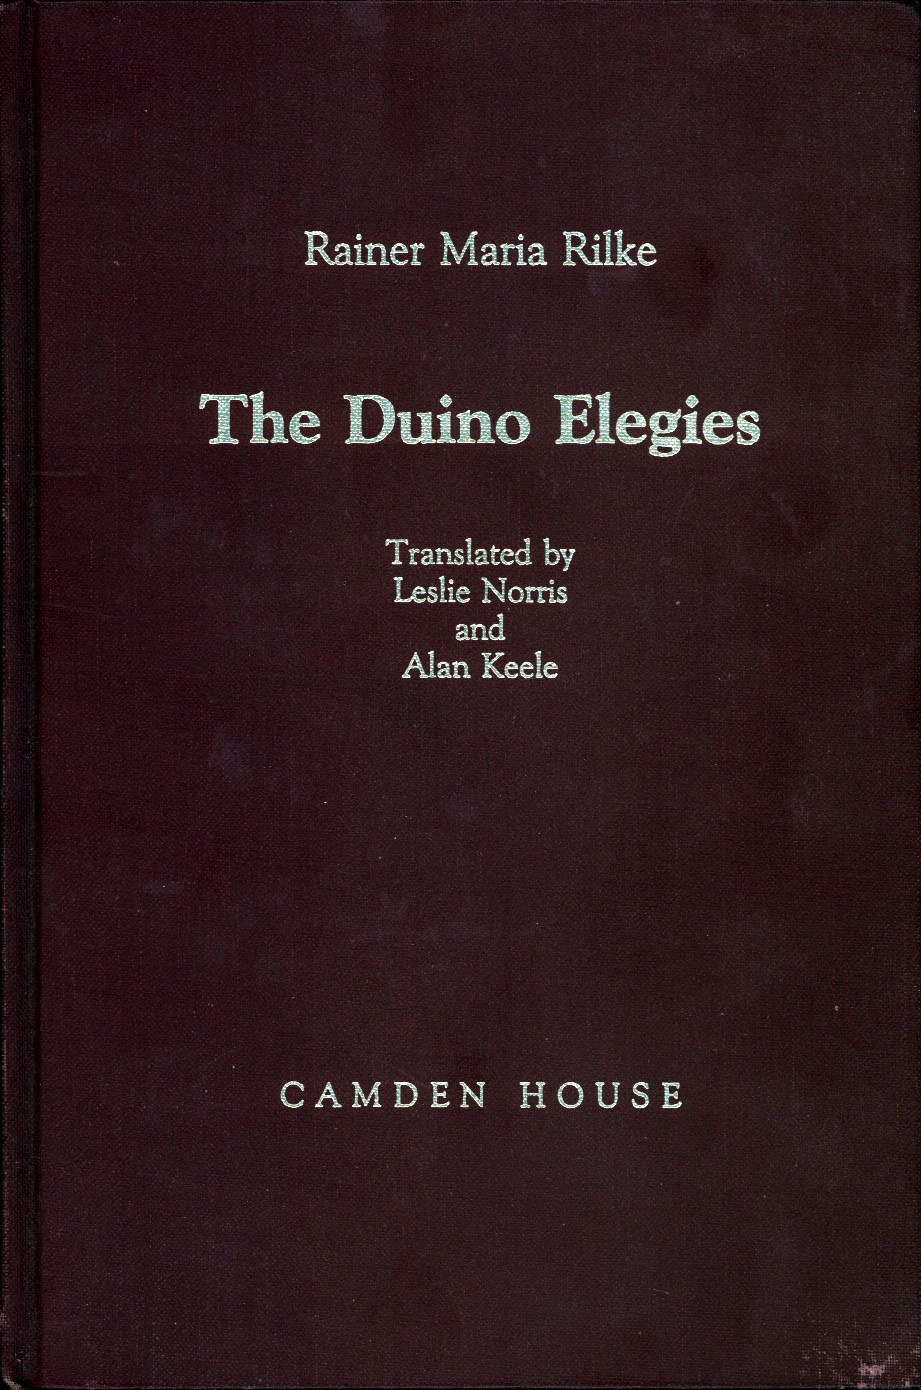 Rainer Maria Rilke
The Duino Elegies
Translated by
Leslie Norris
and
Alan Keele
CAMDEN HOUSE